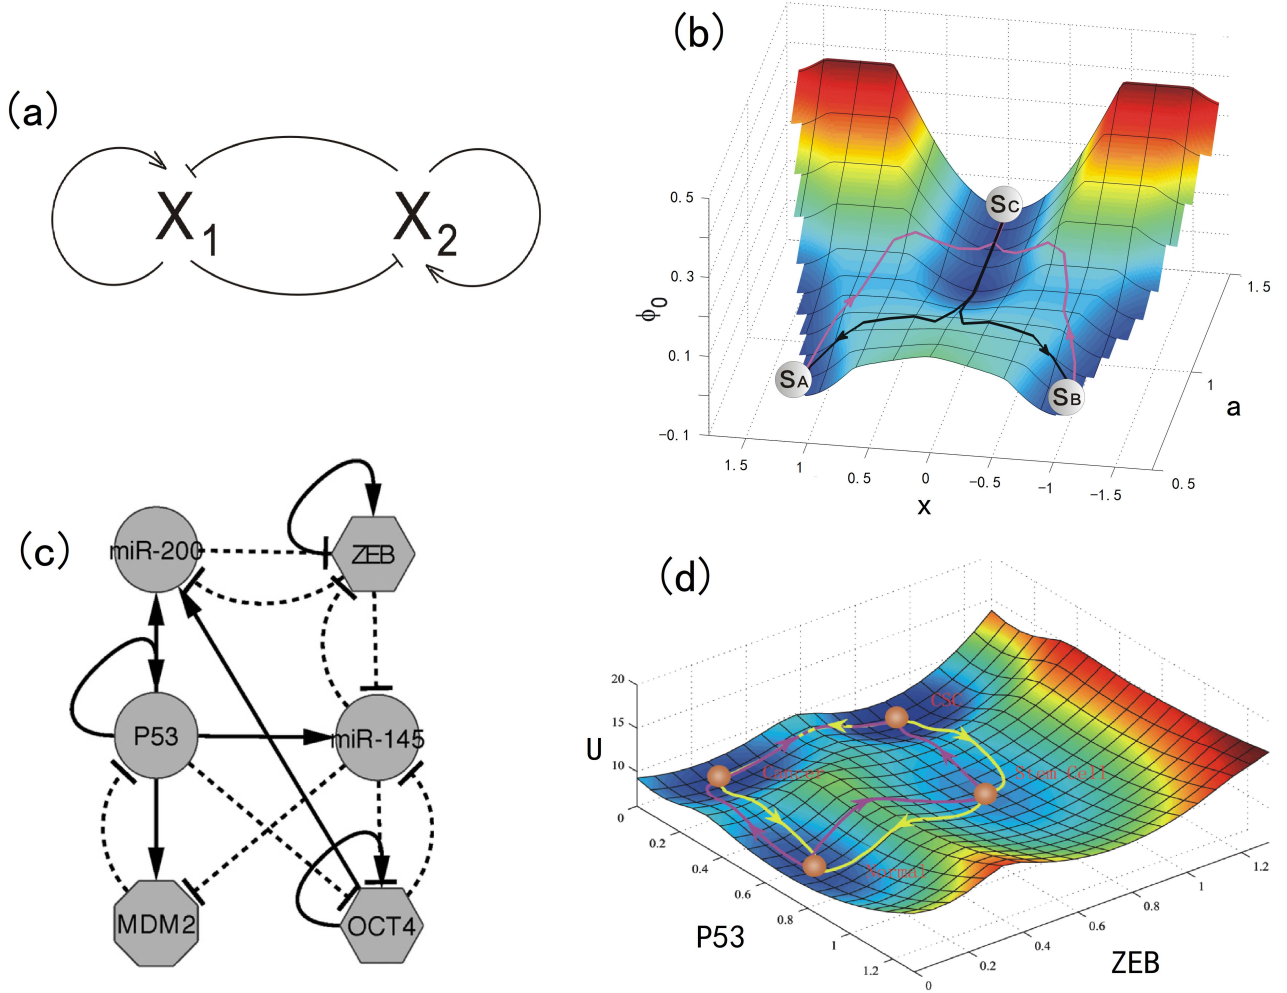 (a)
X1
X2
(b)
SC
SA
SB
0.5
0.3
0.1
-0.1
ϕ0
1.5
1
0.5
0
-0.5
-1
-1.5
x
0.5
1
1.5
a
(c)
miR-200
ZEB
P53
miR-145
MDM2
OCT4
(d)
CSC
Cancer
Stem Cell
Normal
20
15
10
U
0
0.2
0.4
0.6
0.8
1
1.2
P53
0
0.2
0.4
0.6
0.8
1
1.2
ZEB